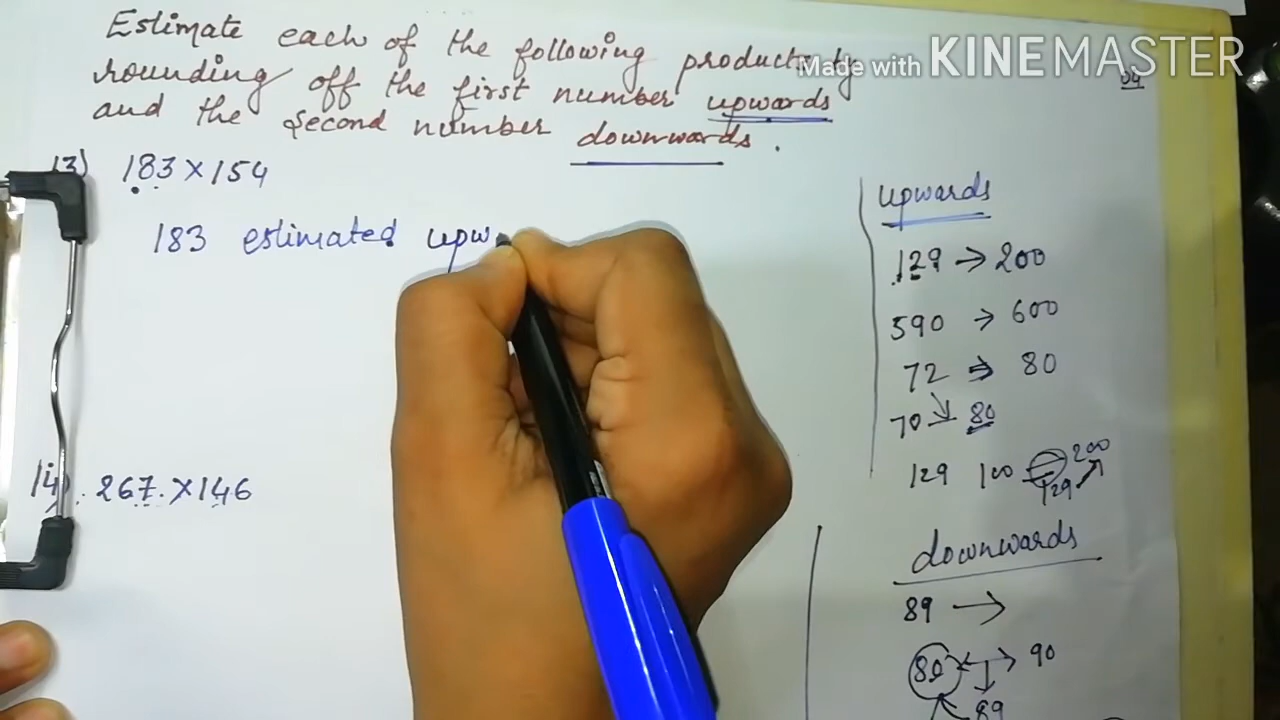 Estimate each of the following products by
rounding off the first number upwards
and the second number downwards.
Made with KINEMASTER
13) 183 × 154
183 estimated upw
14) 267 × 146
upwards
129 → 200
590 → 600
72 → 80
70 80
129 100 200
129
downwards
89 →
80 90
89